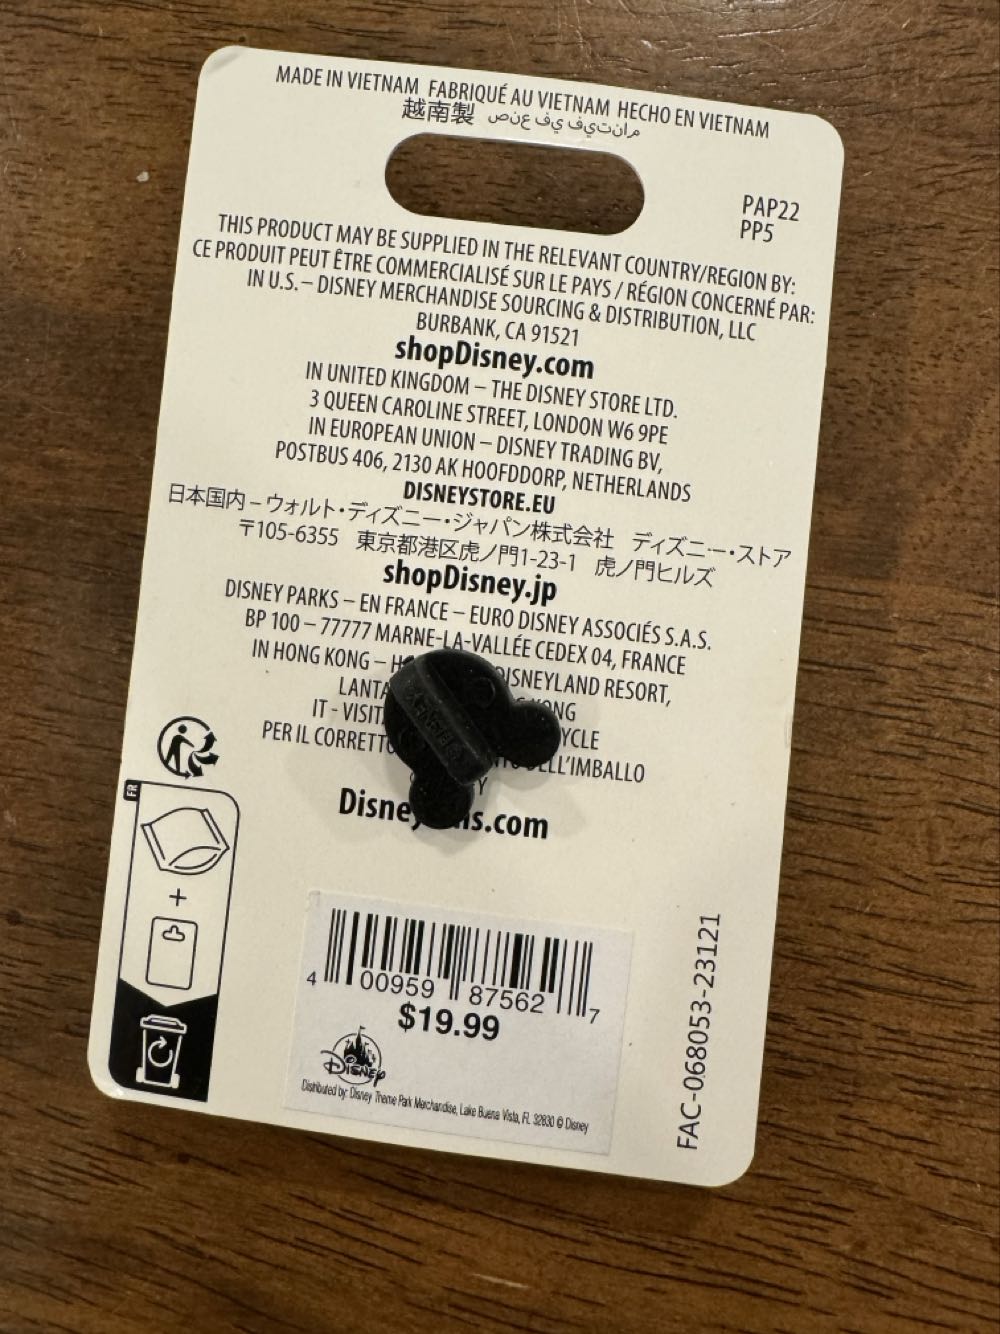 MADE IN VIETNAM FABRIQUÉ AU VIETNAM HECHO EN VIETNAM
越南製 مانتيف يف عنص
PAP22
PP5
THIS PRODUCT MAY BE SUPPLIED IN THE RELEVANT COUNTRY/REGION BY:
CE PRODUIT PEUT ÊTRE COMMERCIALISÉ SUR LE PAYS / RÉGION CONCERNÉ PAR:
IN U.S. – DISNEY MERCHANDISE SOURCING & DISTRIBUTION, LLC
BURBANK, CA 91521
shopDisney.com
IN UNITED KINGDOM – THE DISNEY STORE LTD.
3 QUEEN CAROLINE STREET, LONDON W6 9PE
IN EUROPEAN UNION – DISNEY TRADING BV,
POSTBUS 406, 2130 AK HOOFDDORP, NETHERLANDS
DISNEYSTORE.EU
日本国内 – ウォルト・ディズニー・ジャパン株式会社 ディズニー・ストア
〒105-6355 東京都港区虎ノ門1-23-1 虎ノ門ヒルズ
shopDisney.jp
DISNEY PARKS – EN FRANCE – EURO DISNEY ASSOCIÉS S.A.S.
BP 100 – 77777 MARNE-LA-VALLÉE CEDEX 04, FRANCE
IN HONG KONG – DISNEYLAND RESORT,
IT -
PER IL DELL'IMBALLO
FR
+
4 00959 87562 7
$19.99
DISNEY
Distributed by: Disney Theme Park Merchandise, Lake Buena Vista, FL 32830 © Disney
FAC-068053-23121